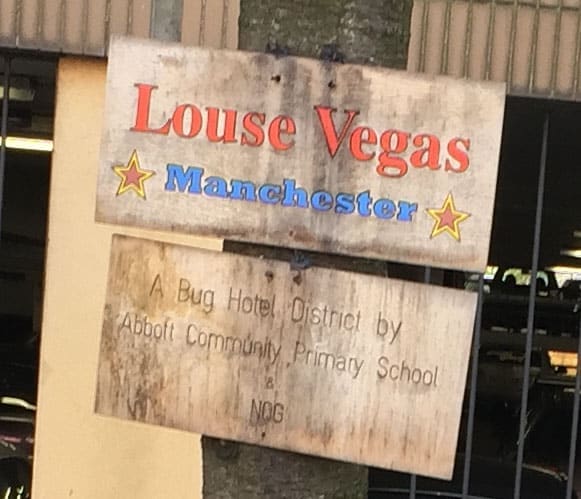 Louse Vegas
Manchester
A Bug Hotel District by
Abbott Community Primary School
&
NOG